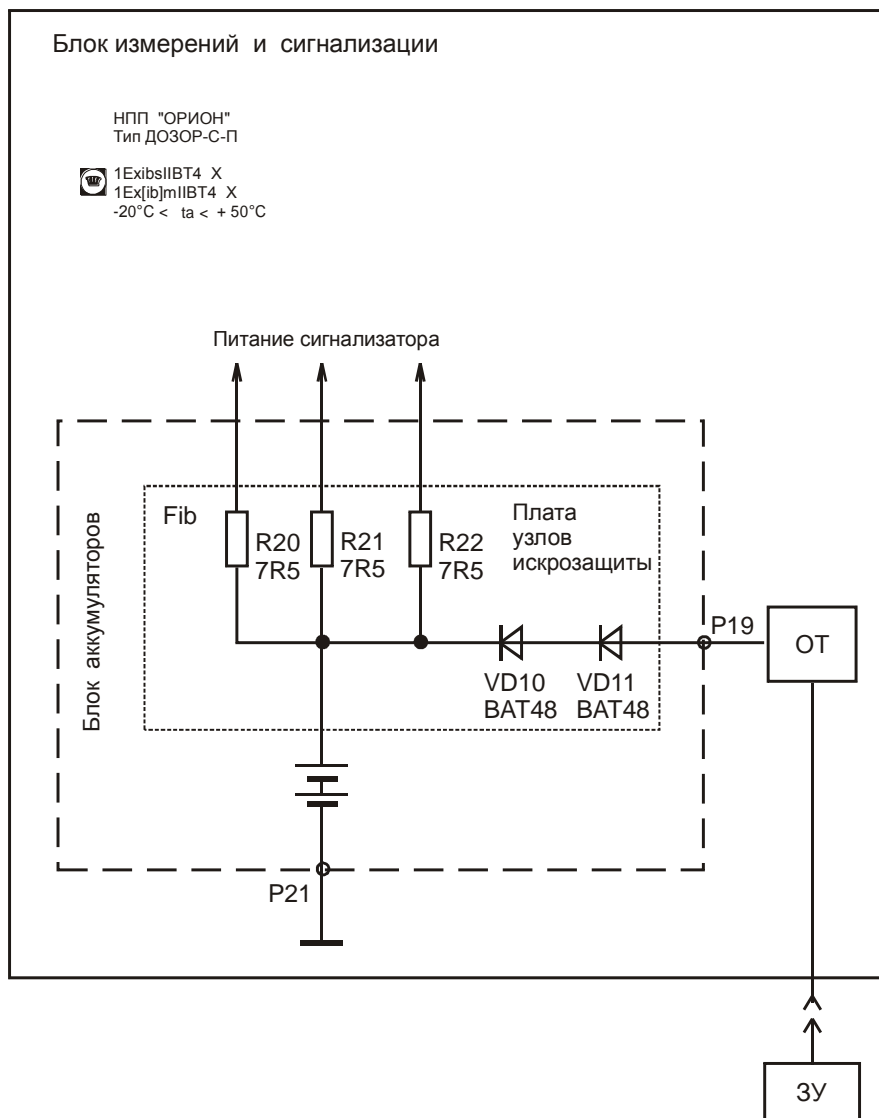 Блок измерений и сигнализации
НПП "ОРИОН"
Тип ДОЗОР-С-П
1ExibsIIBT4 X
1Ex[ib]mIIBT4 X
-20°C < ta < + 50°C
Питание сигнализатора
Блок аккумуляторов
Fib
R20
7R5
R21
7R5
R22
7R5
Плата
узлов
искрозащиты
VD10
BAT48
VD11
BAT48
P19
ОТ
P21
ЗУ